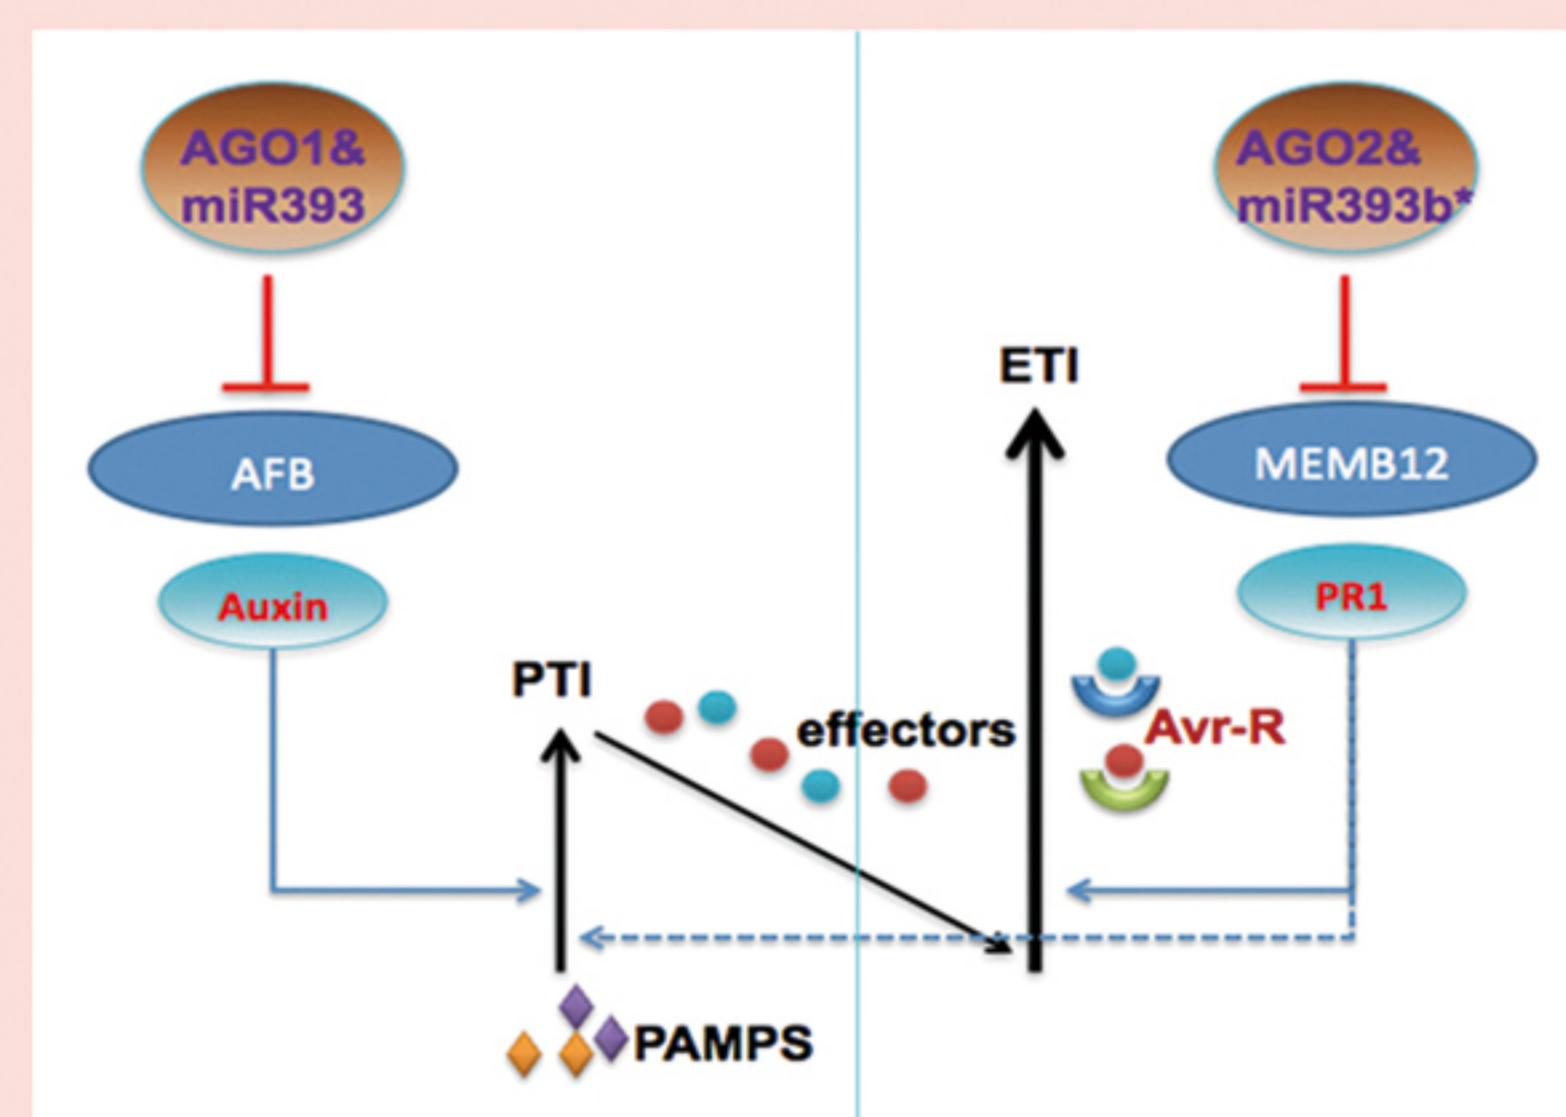 AGO1&
miR393
AFB
Auxin
PTI
PAMPS
effectors
ETI
AGO2&
miR393b*
MEMB12
PR1
Avr-R